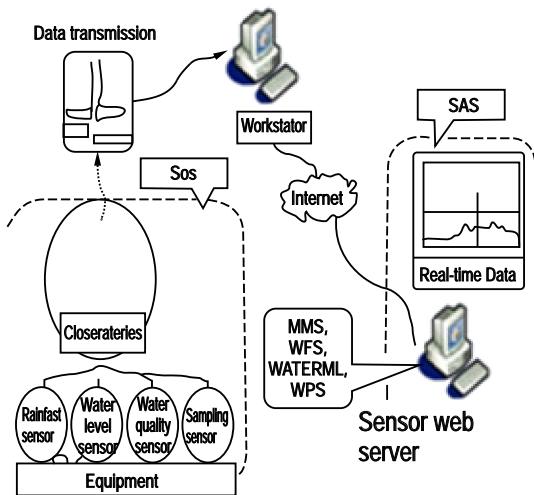 Data transmission
Workstator
SAS
Sos
Internet
Real-time Data
Closerateries
MMS,
WFS,
WATERML,
WPS
Rainfast
sensor
Water
level
sensor
Water
quality
sensor
Sampling
sensor
Sensor web
server
Equipment